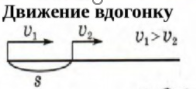 Движение вдогонку
υ₁ υ₂ υ₁>υ₂
S